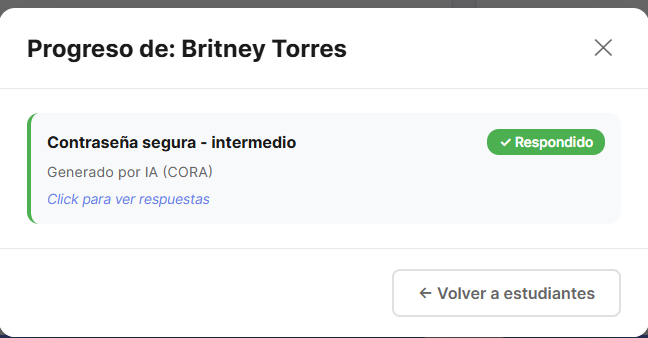 Progreso de: Britney Torres
Contraseña segura - intermedio
✓ Respondido
Generado por IA (CORA)
Click para ver respuestas
← Volver a estudiantes